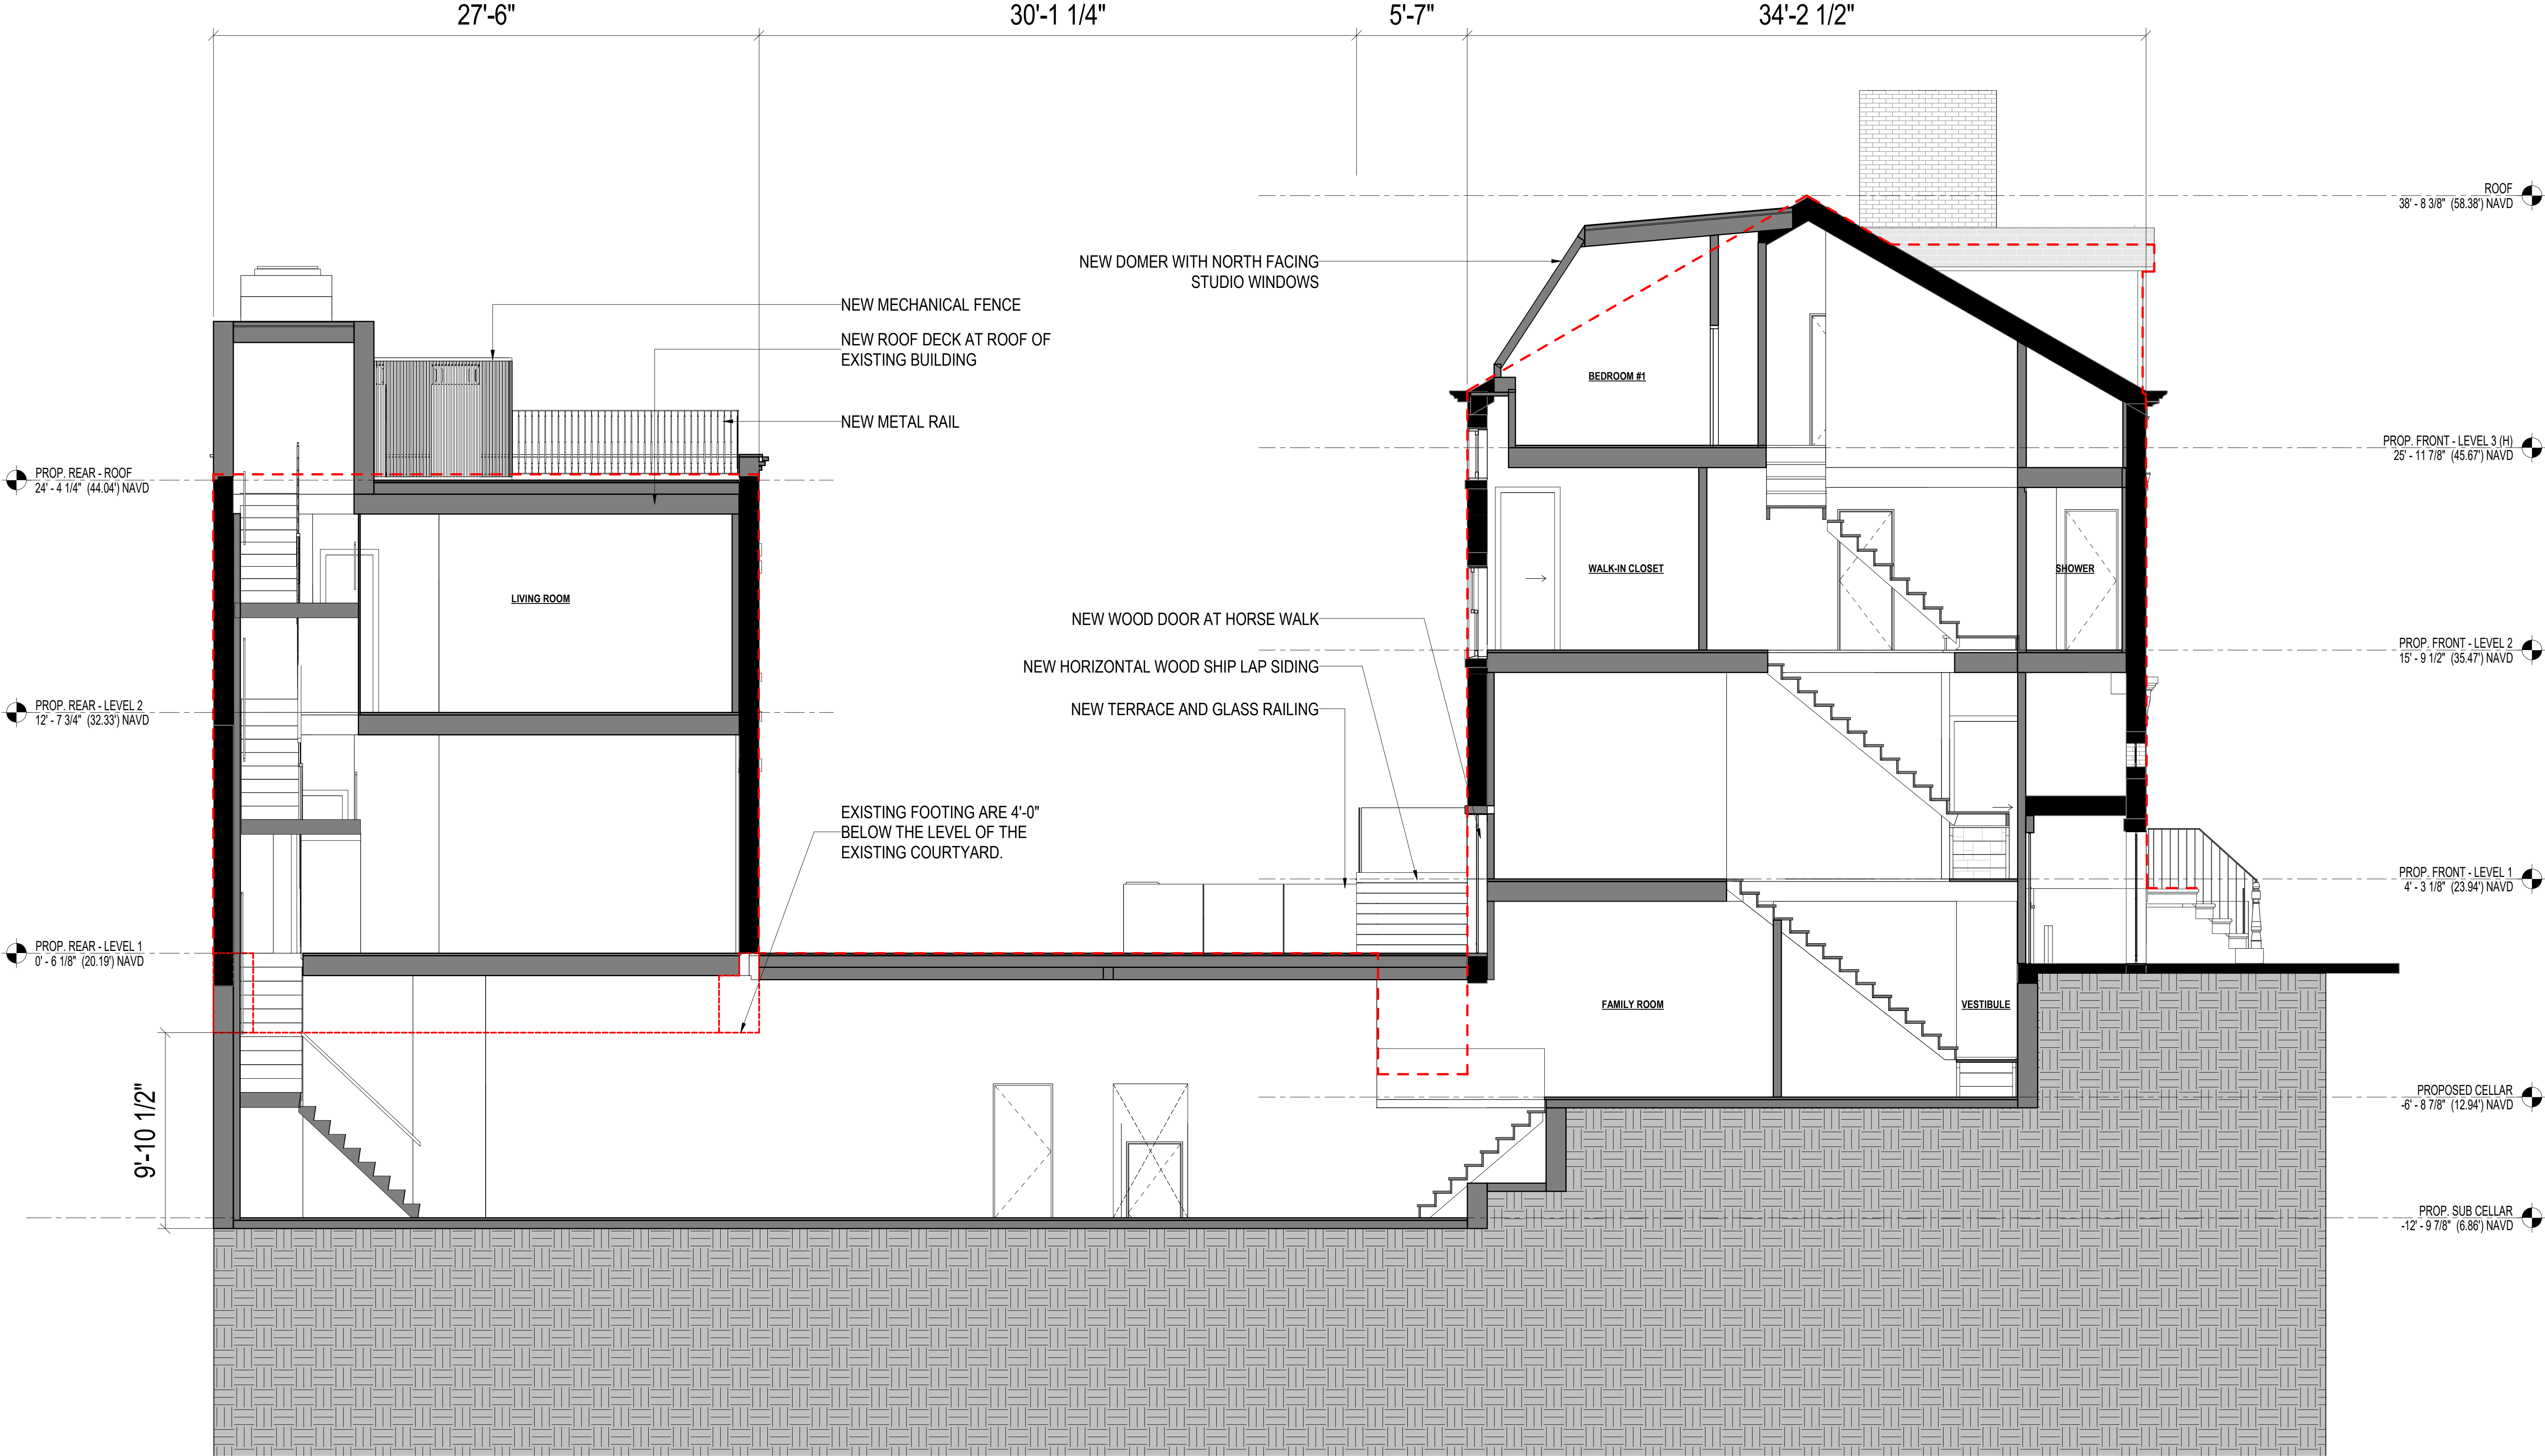 27'-6"
30'-1 1/4"
5'-7"
34'-2 1/2"
ROOF
38' - 8 3/8" (58.38') NAVD
NEW DOMER WITH NORTH FACING
STUDIO WINDOWS
NEW MECHANICAL FENCE
NEW ROOF DECK AT ROOF OF
EXISTING BUILDING
NEW METAL RAIL
BEDROOM #1
PROP. FRONT - LEVEL 3 (H)
25' - 11 7/8" (45.67') NAVD
PROP. REAR - ROOF
24' - 4 1/4" (44.04') NAVD
LIVING ROOM
WALK-IN CLOSET
SHOWER
NEW WOOD DOOR AT HORSE WALK
NEW HORIZONTAL WOOD SHIP LAP SIDING
NEW TERRACE AND GLASS RAILING
PROP. FRONT - LEVEL 2
15' - 9 1/2" (35.47') NAVD
PROP. REAR - LEVEL 2
12' - 7 3/4" (32.33') NAVD
EXISTING FOOTING ARE 4'-0"
BELOW THE LEVEL OF THE
EXISTING COURTYARD.
PROP. FRONT - LEVEL 1
4' - 3 1/8" (23.94') NAVD
PROP. REAR - LEVEL 1
0' - 6 1/8" (20.19') NAVD
FAMILY ROOM
VESTIBULE
9'-10 1/2"
PROPOSED CELLAR
-6' - 8 7/8" (12.94') NAVD
PROP. SUB CELLAR
-12' - 9 7/8" (6.86') NAVD